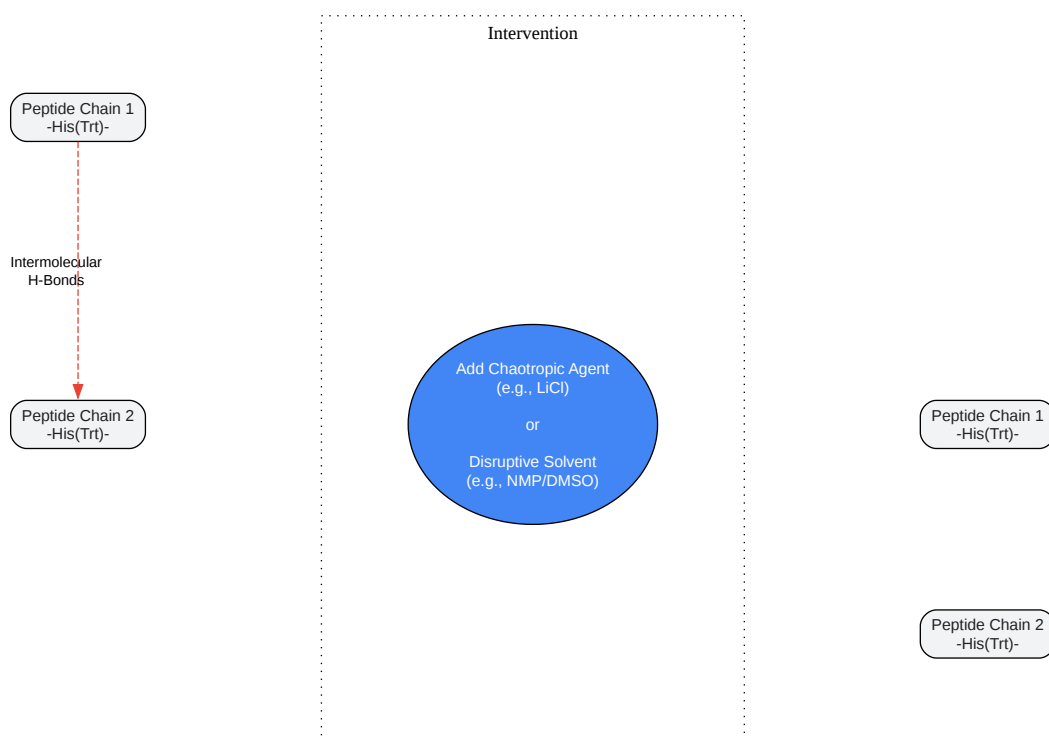 Intervention
Peptide Chain 1
-His(Trt)-
Intermolecular
H-Bonds
Peptide Chain 2
-His(Trt)-
Add Chaotropic Agent
(e.g., LiCl)
or
Disruptive Solvent
(e.g., NMP/DMSO)
Peptide Chain 1
-His(Trt)-
Peptide Chain 2
-His(Trt)-